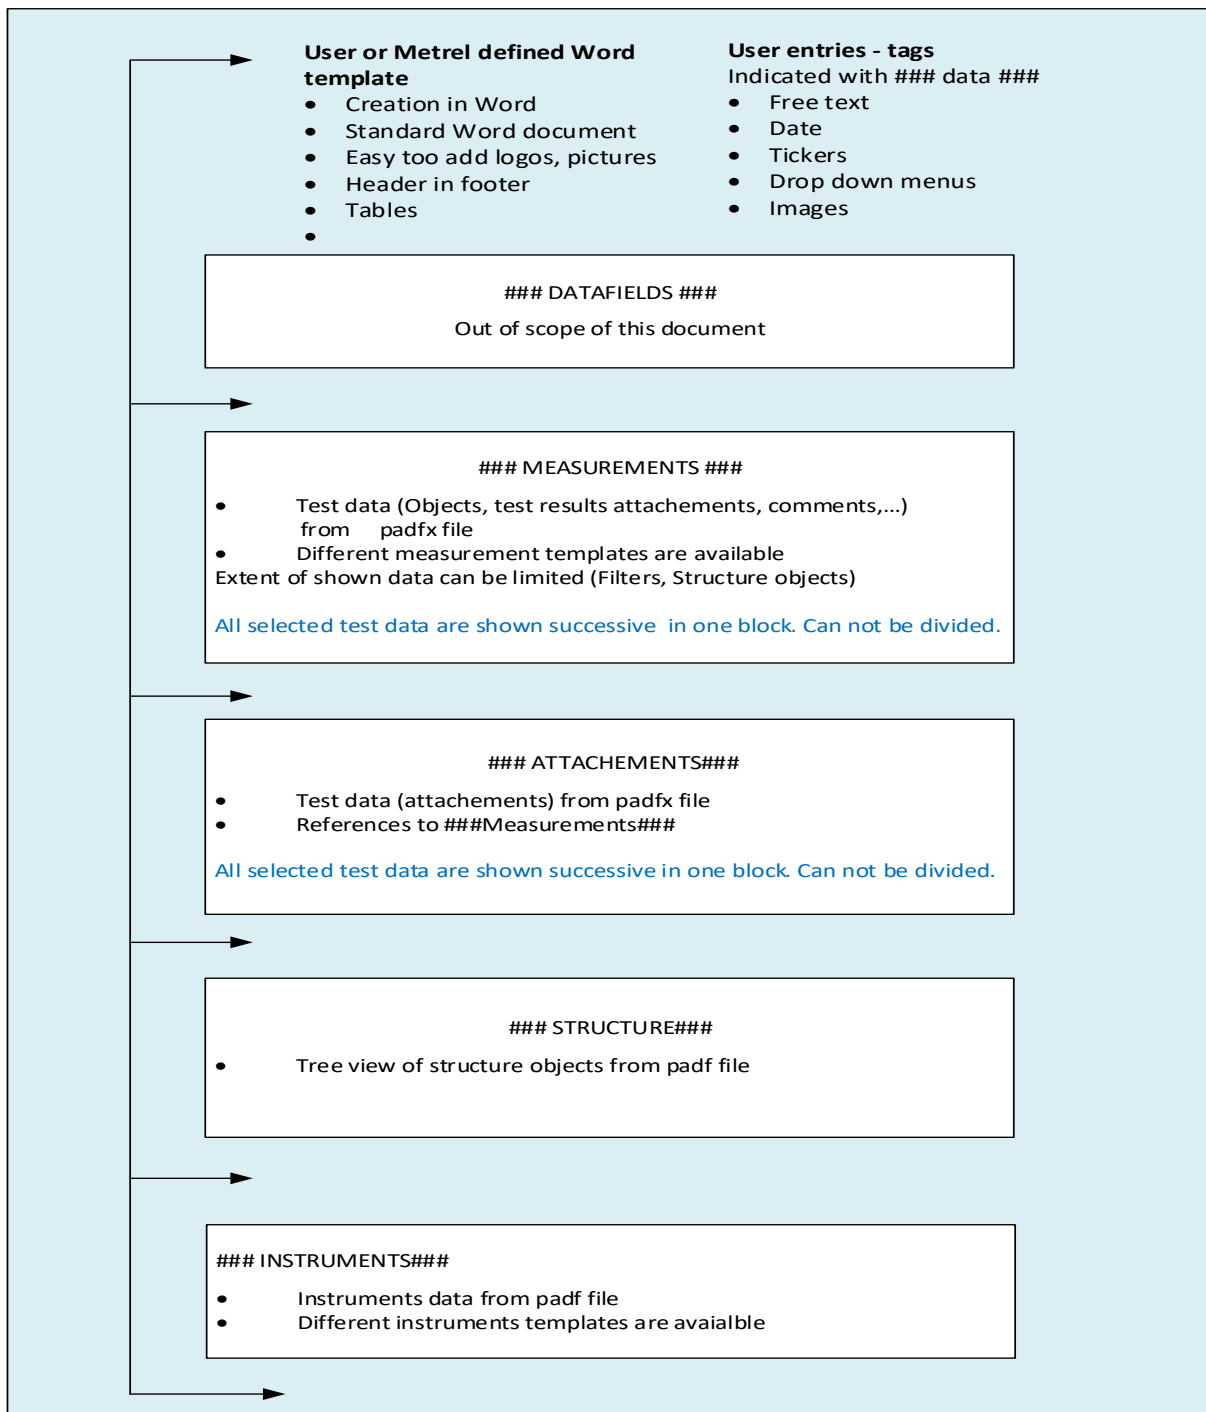 User or Metrel defined Word
template
• Creation in Word
• Standard Word document
• Easy too add logos, pictures
• Header in footer
• Tables
•
User entries - tags
Indicated with ### data ###
• Free text
• Date
• Tickers
• Drop down menus
• Images
### DATAFIELDS ###
Out of scope of this document
### MEASUREMENTS ###
• Test data (Objects, test results attachements, comments,...)
from padfx file
• Different measurement templates are available
Extent of shown data can be limited (Filters, Structure objects)
All selected test data are shown successive in one block. Can not be divided.
### ATTACHEMENTS###
• Test data (attachements) from padfx file
• References to ###Measurements###
All selected test data are shown successive in one block. Can not be divided.
### STRUCTURE###
• Tree view of structure objects from padf file
### INSTRUMENTS###
• Instruments data from padf file
• Different instruments templates are avaialble